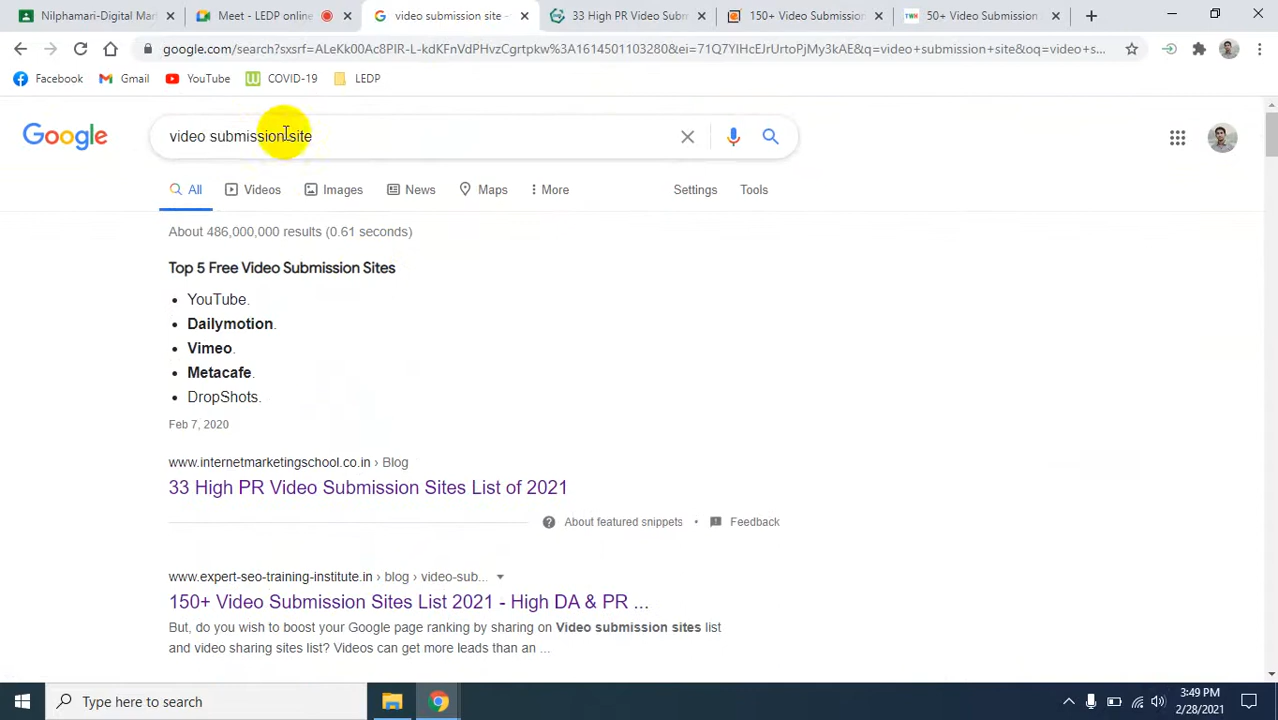 Nilphamari-Digital Mar
Meet - LEDP online
video submission site -
33 High PR Video Subm
150+ Video Submission
TWN 50+ Video Submission
google.com/search?sxsrf=ALeKk00Ac8PIR-L-kdKFnVdPHvzCgrtpkw%3A1614501103280&ei=71Q7YIHcEJrUrtoPjMy3kAE&q=video+submission+site&oq=video+s...
Facebook
Gmail
YouTube
COVID-19
LEDP
Google
video submission site
All
Videos
Images
News
Maps
More
Settings
Tools
About 486,000,000 results (0.61 seconds)
Top 5 Free Video Submission Sites
• YouTube.
• Dailymotion.
• Vimeo.
• Metacafe.
• DropShots.
Feb 7, 2020
www.internetmarketingschool.co.in › Blog
33 High PR Video Submission Sites List of 2021
About featured snippets • Feedback
www.expert-seo-training-institute.in › blog › video-sub...
150+ Video Submission Sites List 2021 - High DA & PR ...
But, do you wish to boost your Google page ranking by sharing on Video submission sites list
and video sharing sites list? Videos can get more leads than an ...
Type here to search
3:49 PM
2/28/2021